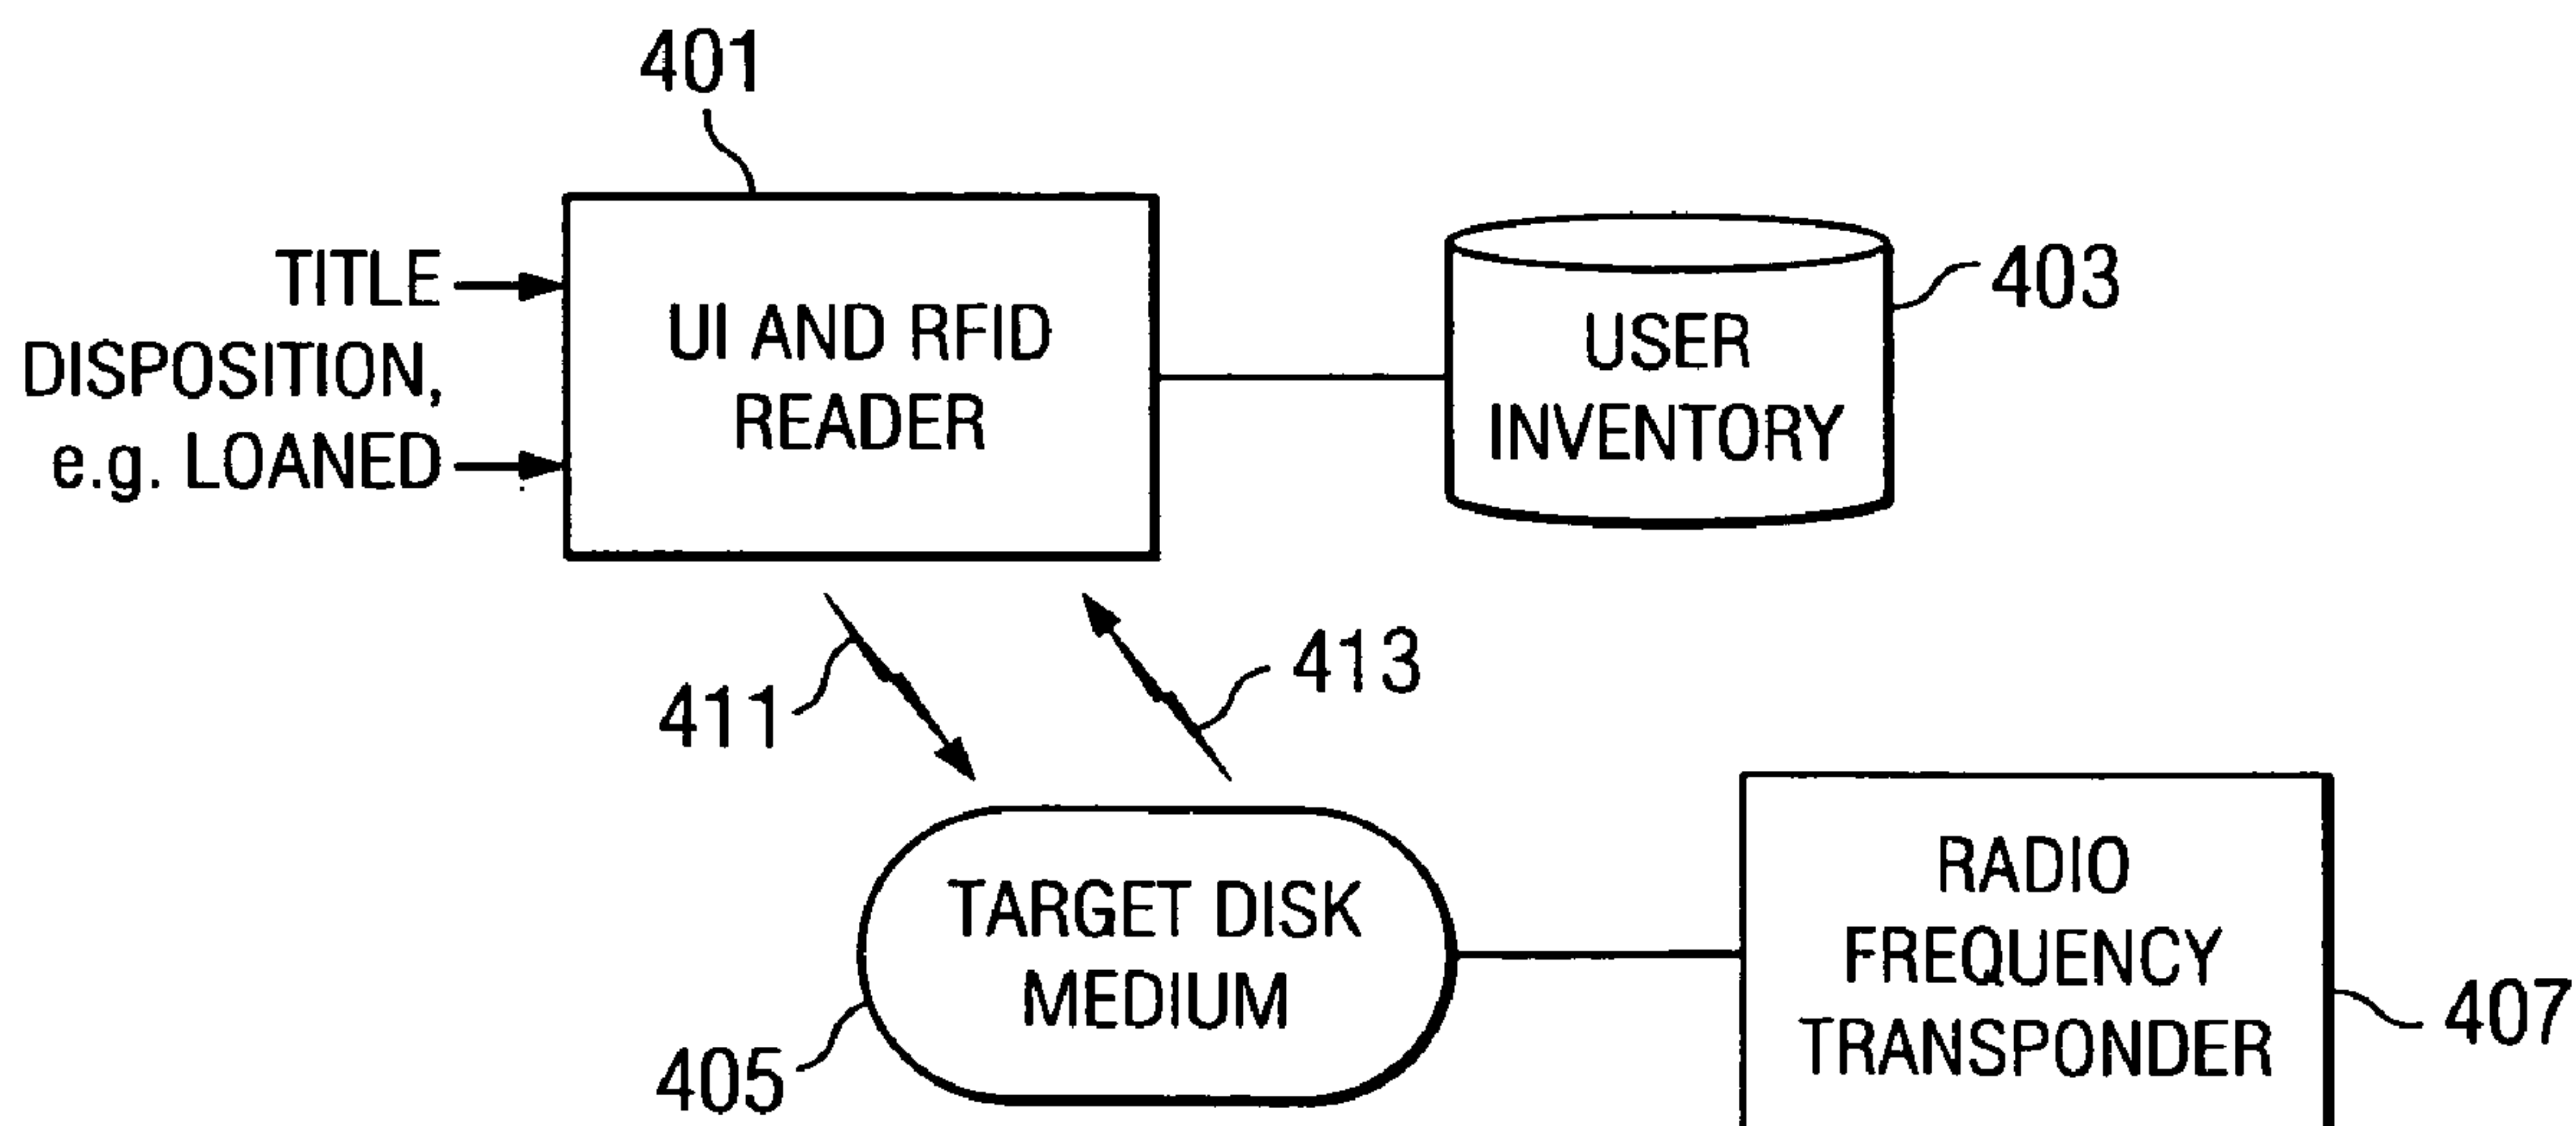 401
TITLE
DISPOSITION,
e.g. LOANED
UI AND RFID
READER
USER
INVENTORY
403
411
413
TARGET DISK
MEDIUM
405
RADIO
FREQUENCY
TRANSPONDER
407